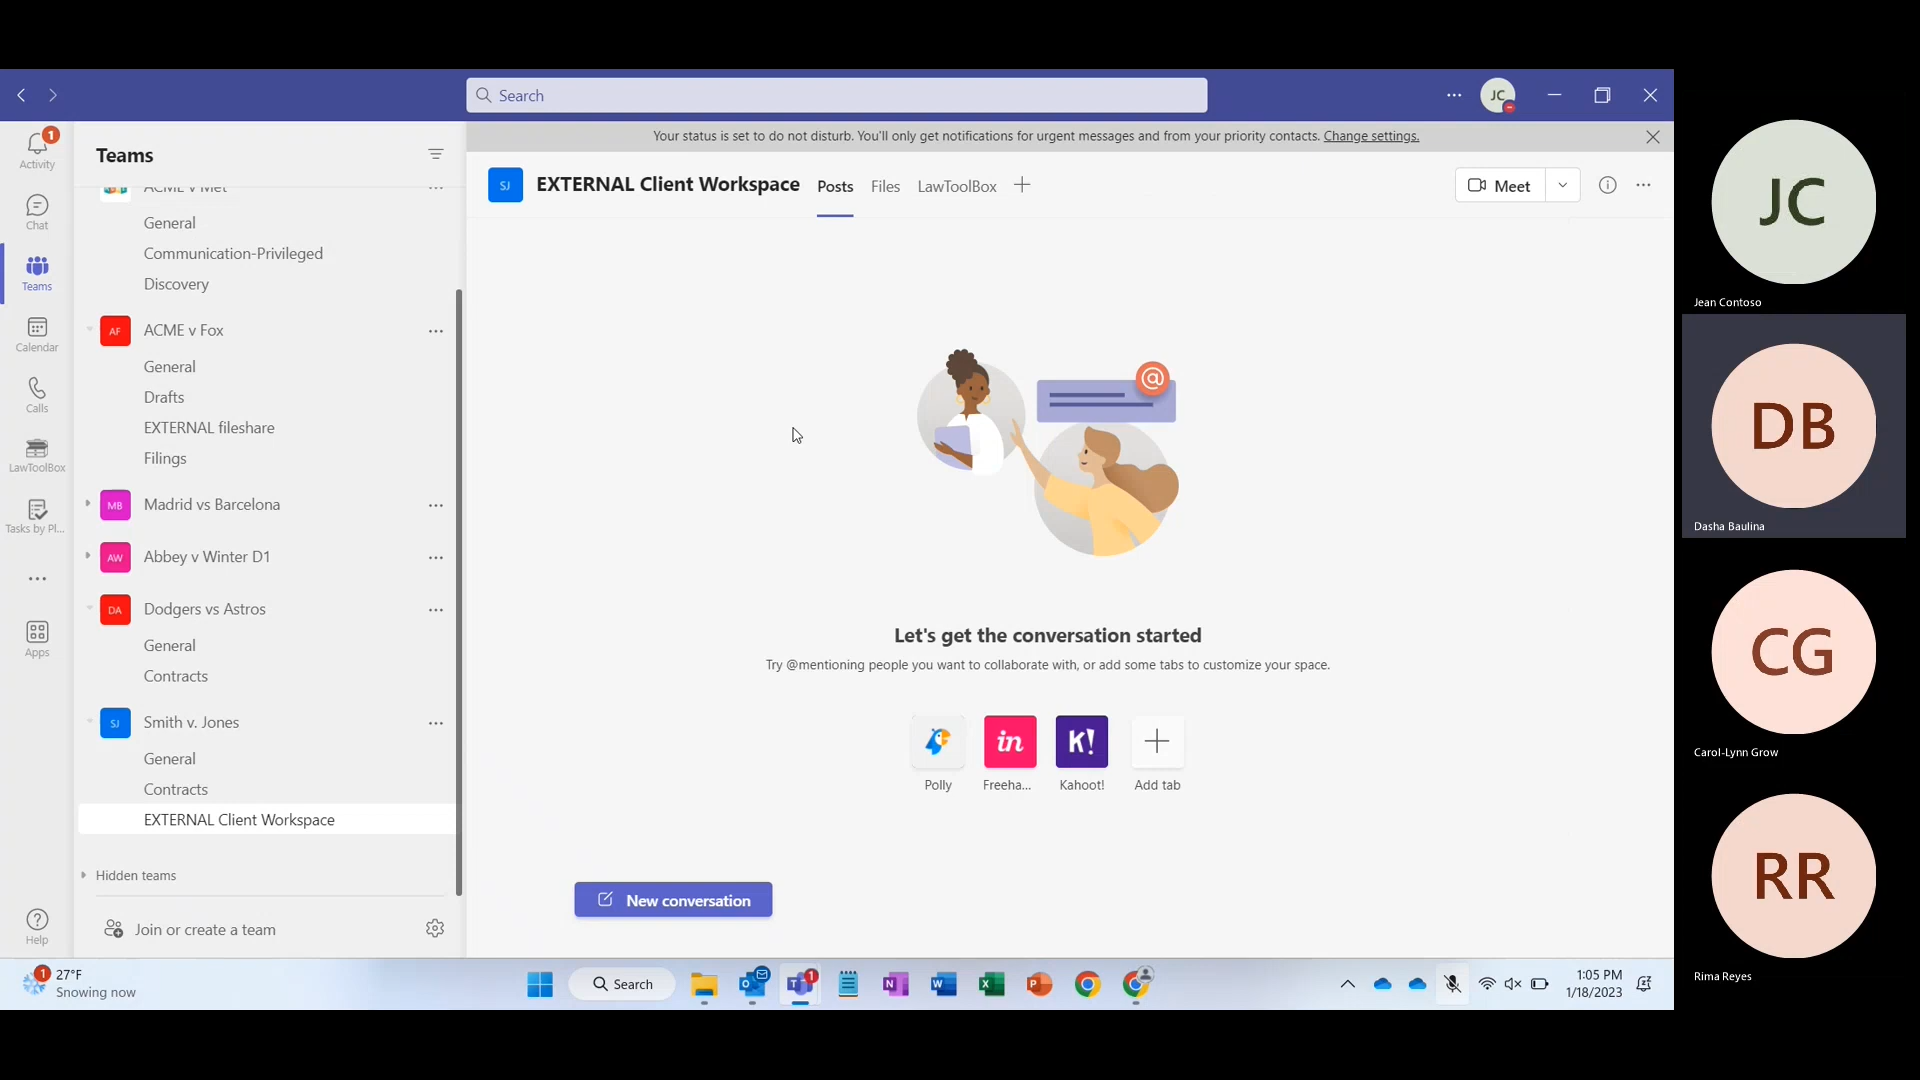 Search
JC
1
Activity
Chat
Teams
Calendar
Calls
LawToolBox
Tasks by Pl...
Apps
Help
Teams
ACME v Met
General
Communication-Privileged
Discovery
AF ACME v Fox
General
Drafts
EXTERNAL fileshare
Filings
MB Madrid vs Barcelona
AW Abbey v Winter D1
DA Dodgers vs Astros
General
Contracts
SJ Smith v. Jones
General
Contracts
EXTERNAL Client Workspace
Hidden teams
Join or create a team
Your status is set to do not disturb. You'll only get notifications for urgent messages and from your priority contacts. Change settings.
SJ EXTERNAL Client Workspace Posts Files LawToolBox Meet
@
Let's get the conversation started
Try @mentioning people you want to collaborate with, or add some tabs to customize your space.
in K!
Polly Freeha... Kahoot! Add tab
New conversation
JC
Jean Contoso
DB
Dasha Baulina
CG
Carol-Lynn Grow
RR
Rima Reyes
1 27°F
Snowing now
Search
O T 1 N W X P
1:05 PM
1/18/2023